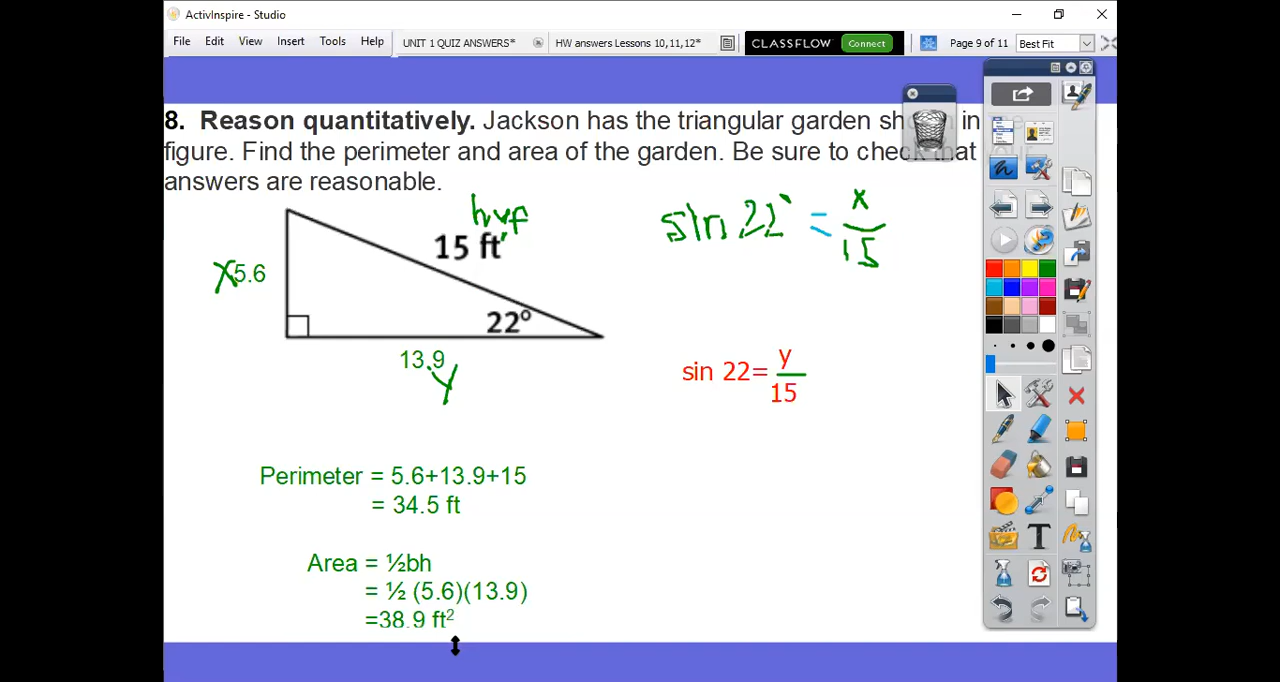 ActivInspire - Studio
File Edit View Insert Tools Help UNIT 1 QUIZ ANSWERS* HW answers Lessons 10,11,12* CLASSFLOW Connect Page 9 of 11 Best Fit
8. Reason quantitatively. Jackson has the triangular garden in
figure. Find the perimeter and area of the garden. Be sure to check that
answers are reasonable.
15 ft
x 5.6
22°
13.9
y
sin 22° = x/15
sin 22= y/15
Perimeter = 5.6+13.9+15
= 34.5 ft
Area = ½bh
= ½ (5.6)(13.9)
=38.9 ft²
T